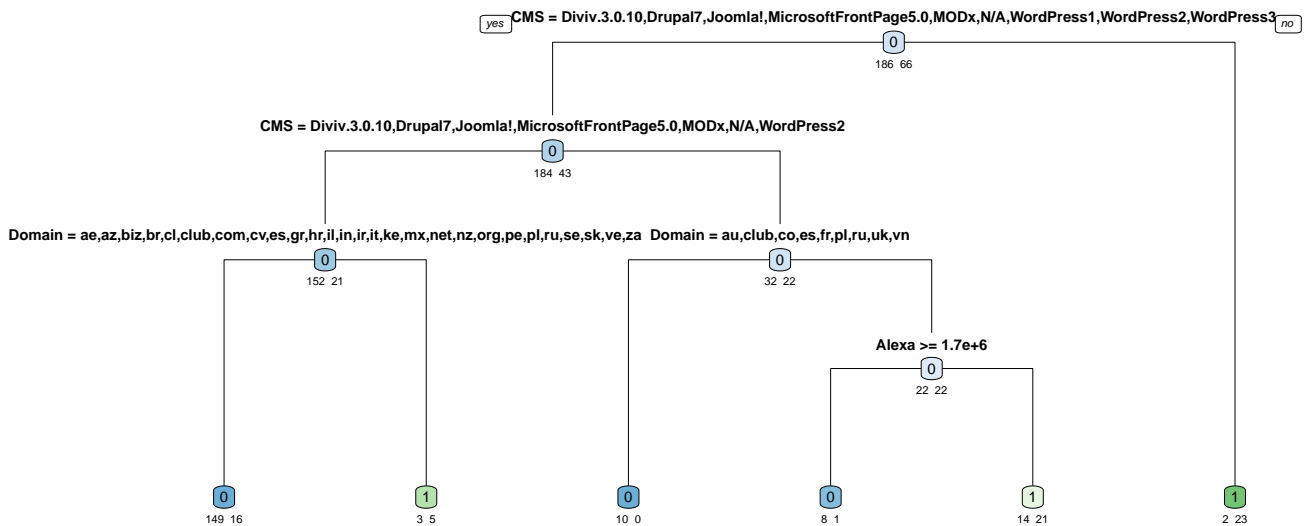 yes CMS = Diviv.3.0.10,Drupal7,Joomla!,MicrosoftFrontPage5.0,MODx,N/A,WordPress1,WordPress2,WordPress3 no
0
186 66
CMS = Diviv.3.0.10,Drupal7,Joomla!,MicrosoftFrontPage5.0,MODx,N/A,WordPress2
0
184 43
Domain = ae,az,biz,br,cl,club,com,cv,es,gr,hr,il,in,ir,it,ke,mx,net,nz,org,pe,pl,ru,se,sk,ve,za Domain = au,club,co,es,fr,pl,ru,uk,vn
0 0
152 21 32 22
Alexa >= 1.7e+6
0
22 22
0 1 0 0 1 1
149 16 3 5 10 0 8 1 14 21 2 23